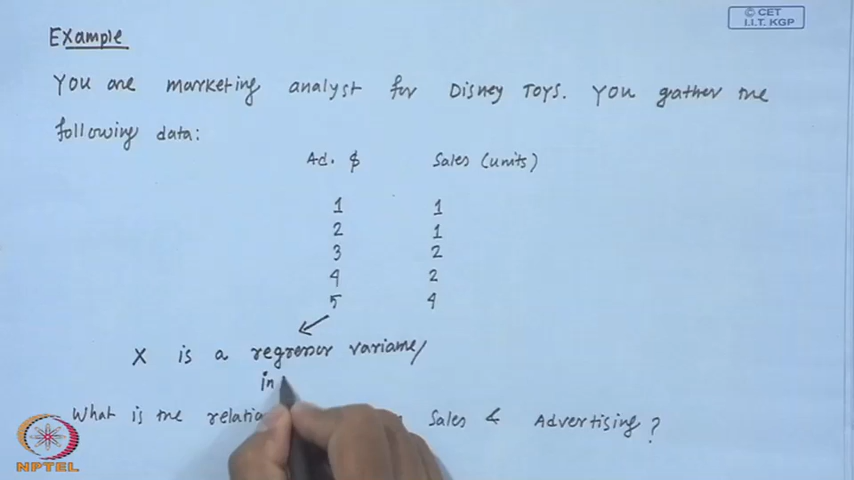 © CET
I.I.T. KGP
Example
You are marketing analyst for Disney Toys. You gather the
following data:
Ad. $ Sales (units)
1 1
2 1
3 2
4 2
5 4
X is a regressor variable/
in
What is the relatio Sales & Advertising?
NPTEL